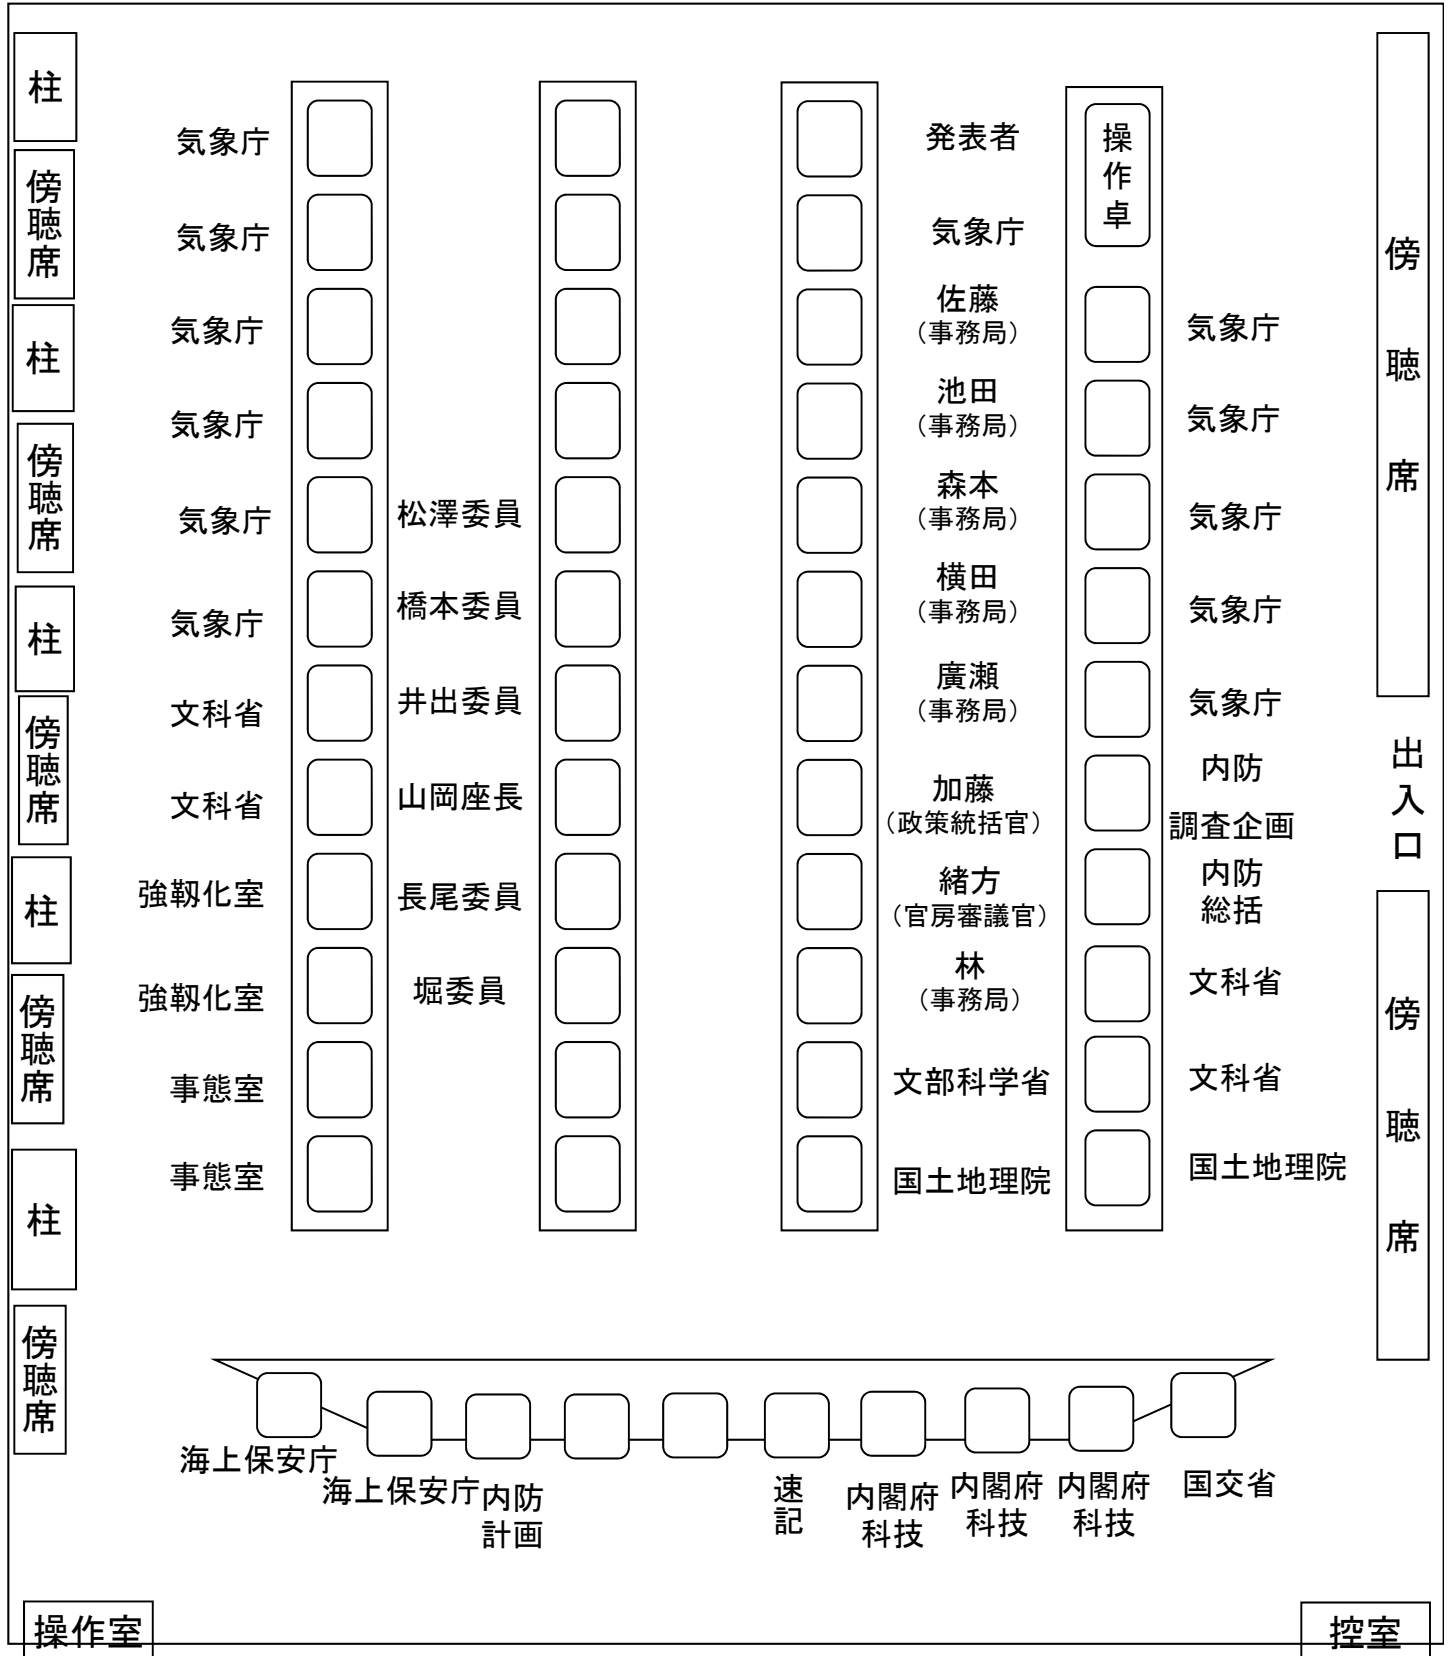 柱
傍聴席
柱
傍聴席
柱
傍聴席
柱
傍聴席
柱
傍聴席
気象庁
気象庁
気象庁
気象庁
気象庁
気象庁
文科省
文科省
強靱化室
強靱化室
事態室
事態室
松澤委員
橋本委員
井出委員
山岡座長
長尾委員
堀委員
発表者
気象庁
佐藤
（事務局）
池田
（事務局）
森本
（事務局）
横田
（事務局）
廣瀬
（事務局）
加藤
（政策統括官）
緒方
（官房審議官）
林
（事務局）
文部科学省
国土地理院
操作卓
気象庁
気象庁
気象庁
気象庁
気象庁
内防
調査企画
内防
総括
文科省
文科省
国土地理院
傍聴席
出入口
傍聴席
海上保安庁
海上保安庁
内防
計画
速記
内閣府
科技
内閣府
科技
内閣府
科技
国交省
操作室
控室